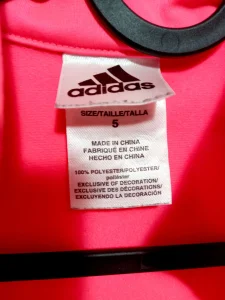 adidas
SIZE/TAILLE/TALLA
5
MADE IN CHINA
FABRIQUÉ EN CHINE
HECHO EN CHINA
100% POLYESTER/POLYESTER/
poliéster
EXCLUSIVE OF DECORATION/
EXCLUSIVE DES DÉCORATIONS/
EXCLUYENDO LA DECORACIÓN